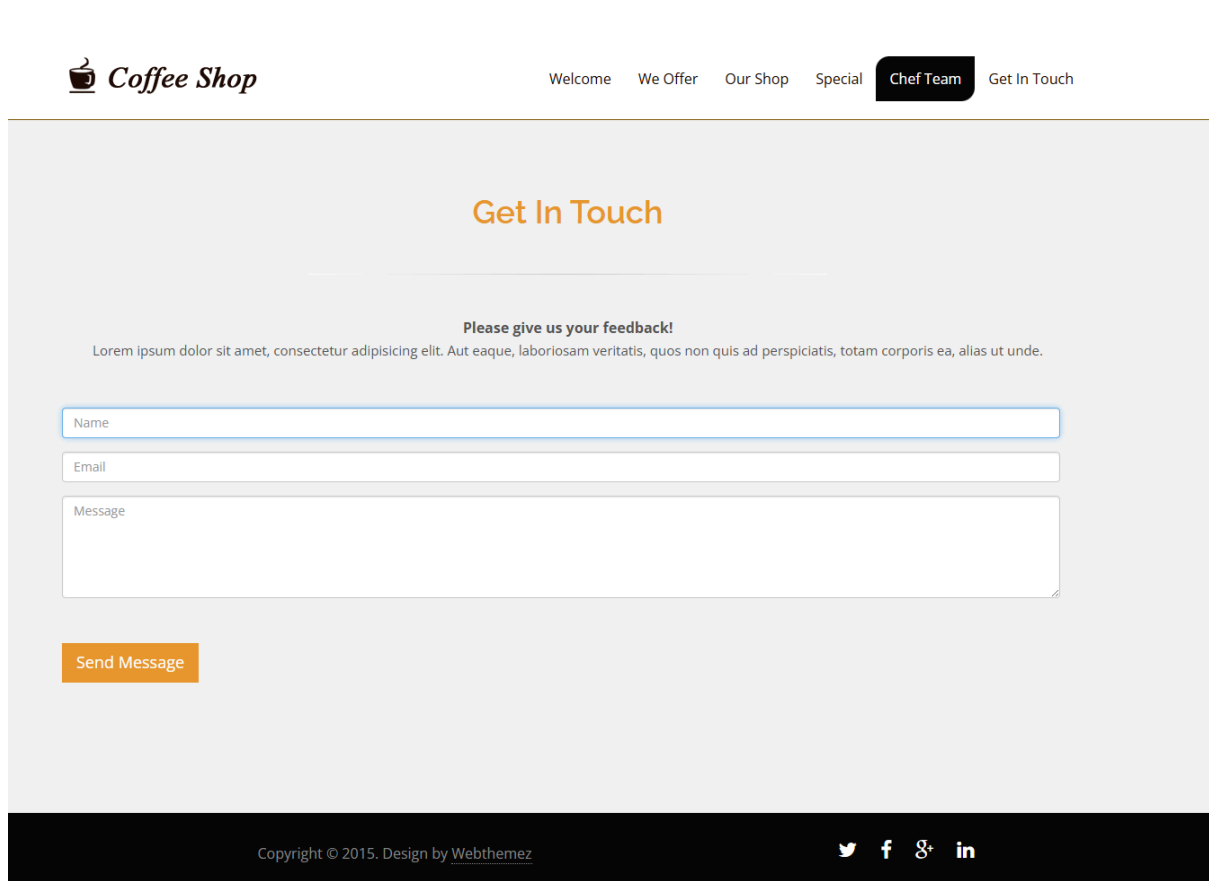 Coffee Shop
Welcome We Offer Our Shop Special Chef Team Get In Touch
Get In Touch
Please give us your feedback!
Lorem ipsum dolor sit amet, consectetur adipisicing elit. Aut eaque, laboriosam veritatis, quos non quis ad perspiciatis, totam corporis ea, alias ut unde.
Name
Email
Message
Send Message
Copyright © 2015. Design by Webthemez